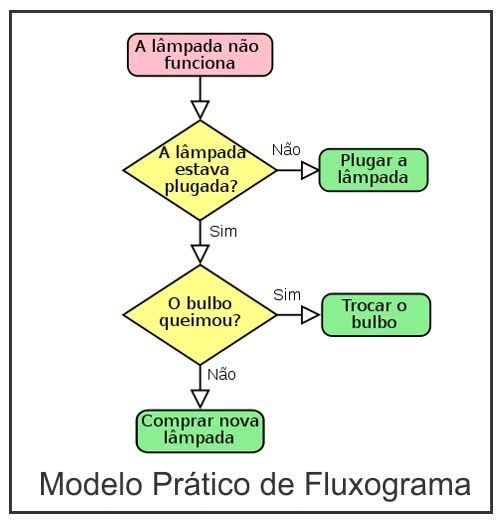 A lâmpada não
funciona
A lâmpada
estava
plugada?
Não
Plugar a
lâmpada
Sim
O bulbo
queimou?
Sim
Trocar o
bulbo
Não
Comprar nova
lâmpada
Modelo Prático de Fluxograma